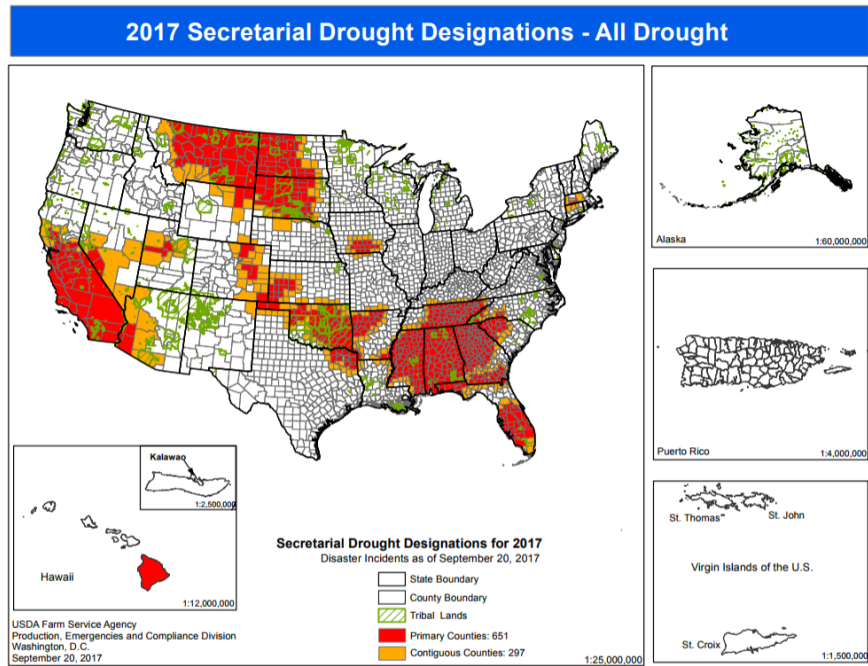 2017 Secretarial Drought Designations - All Drought
Alaska
1:60,000,000
Puerto Rico
1:4,000,000
St. Thomas
St. John
Virgin Islands of the U.S.
St. Croix
1:1,500,000
Kalawao
1:2,500,000
Hawaii
1:12,000,000
Secretarial Drought Designations for 2017
Disaster Incidents as of September 20, 2017
State Boundary
County Boundary
Tribal Lands
Primary Counties: 651
Contiguous Counties: 297
1:25,000,000
USDA Farm Service Agency
Production, Emergencies and Compliance Division
Washington, D.C.
September 20, 2017